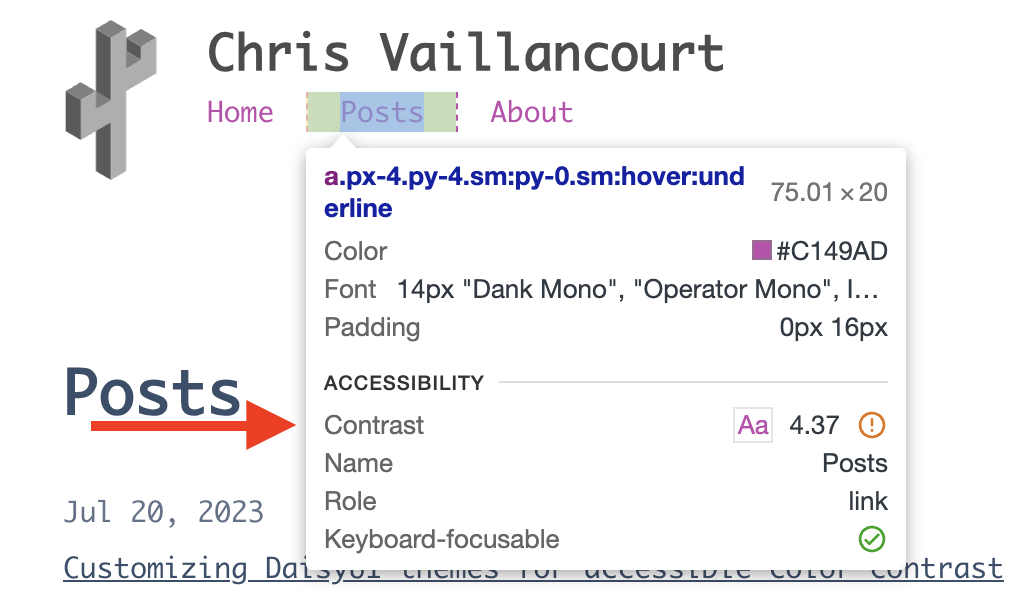 Chris Vaillancourt
Home Posts About
a.px-4.py-4.sm:py-0.sm:hover:und
erline
75.01 × 20
Color #C149AD
Font 14px "Dank Mono", "Operator Mono", I…
Padding 0px 16px
ACCESSIBILITY
Posts
Contrast Aa 4.37
Name Posts
Role link
Jul 20, 2023
Keyboard-focusable
Customizing DaisyUI themes for accessible color contrast